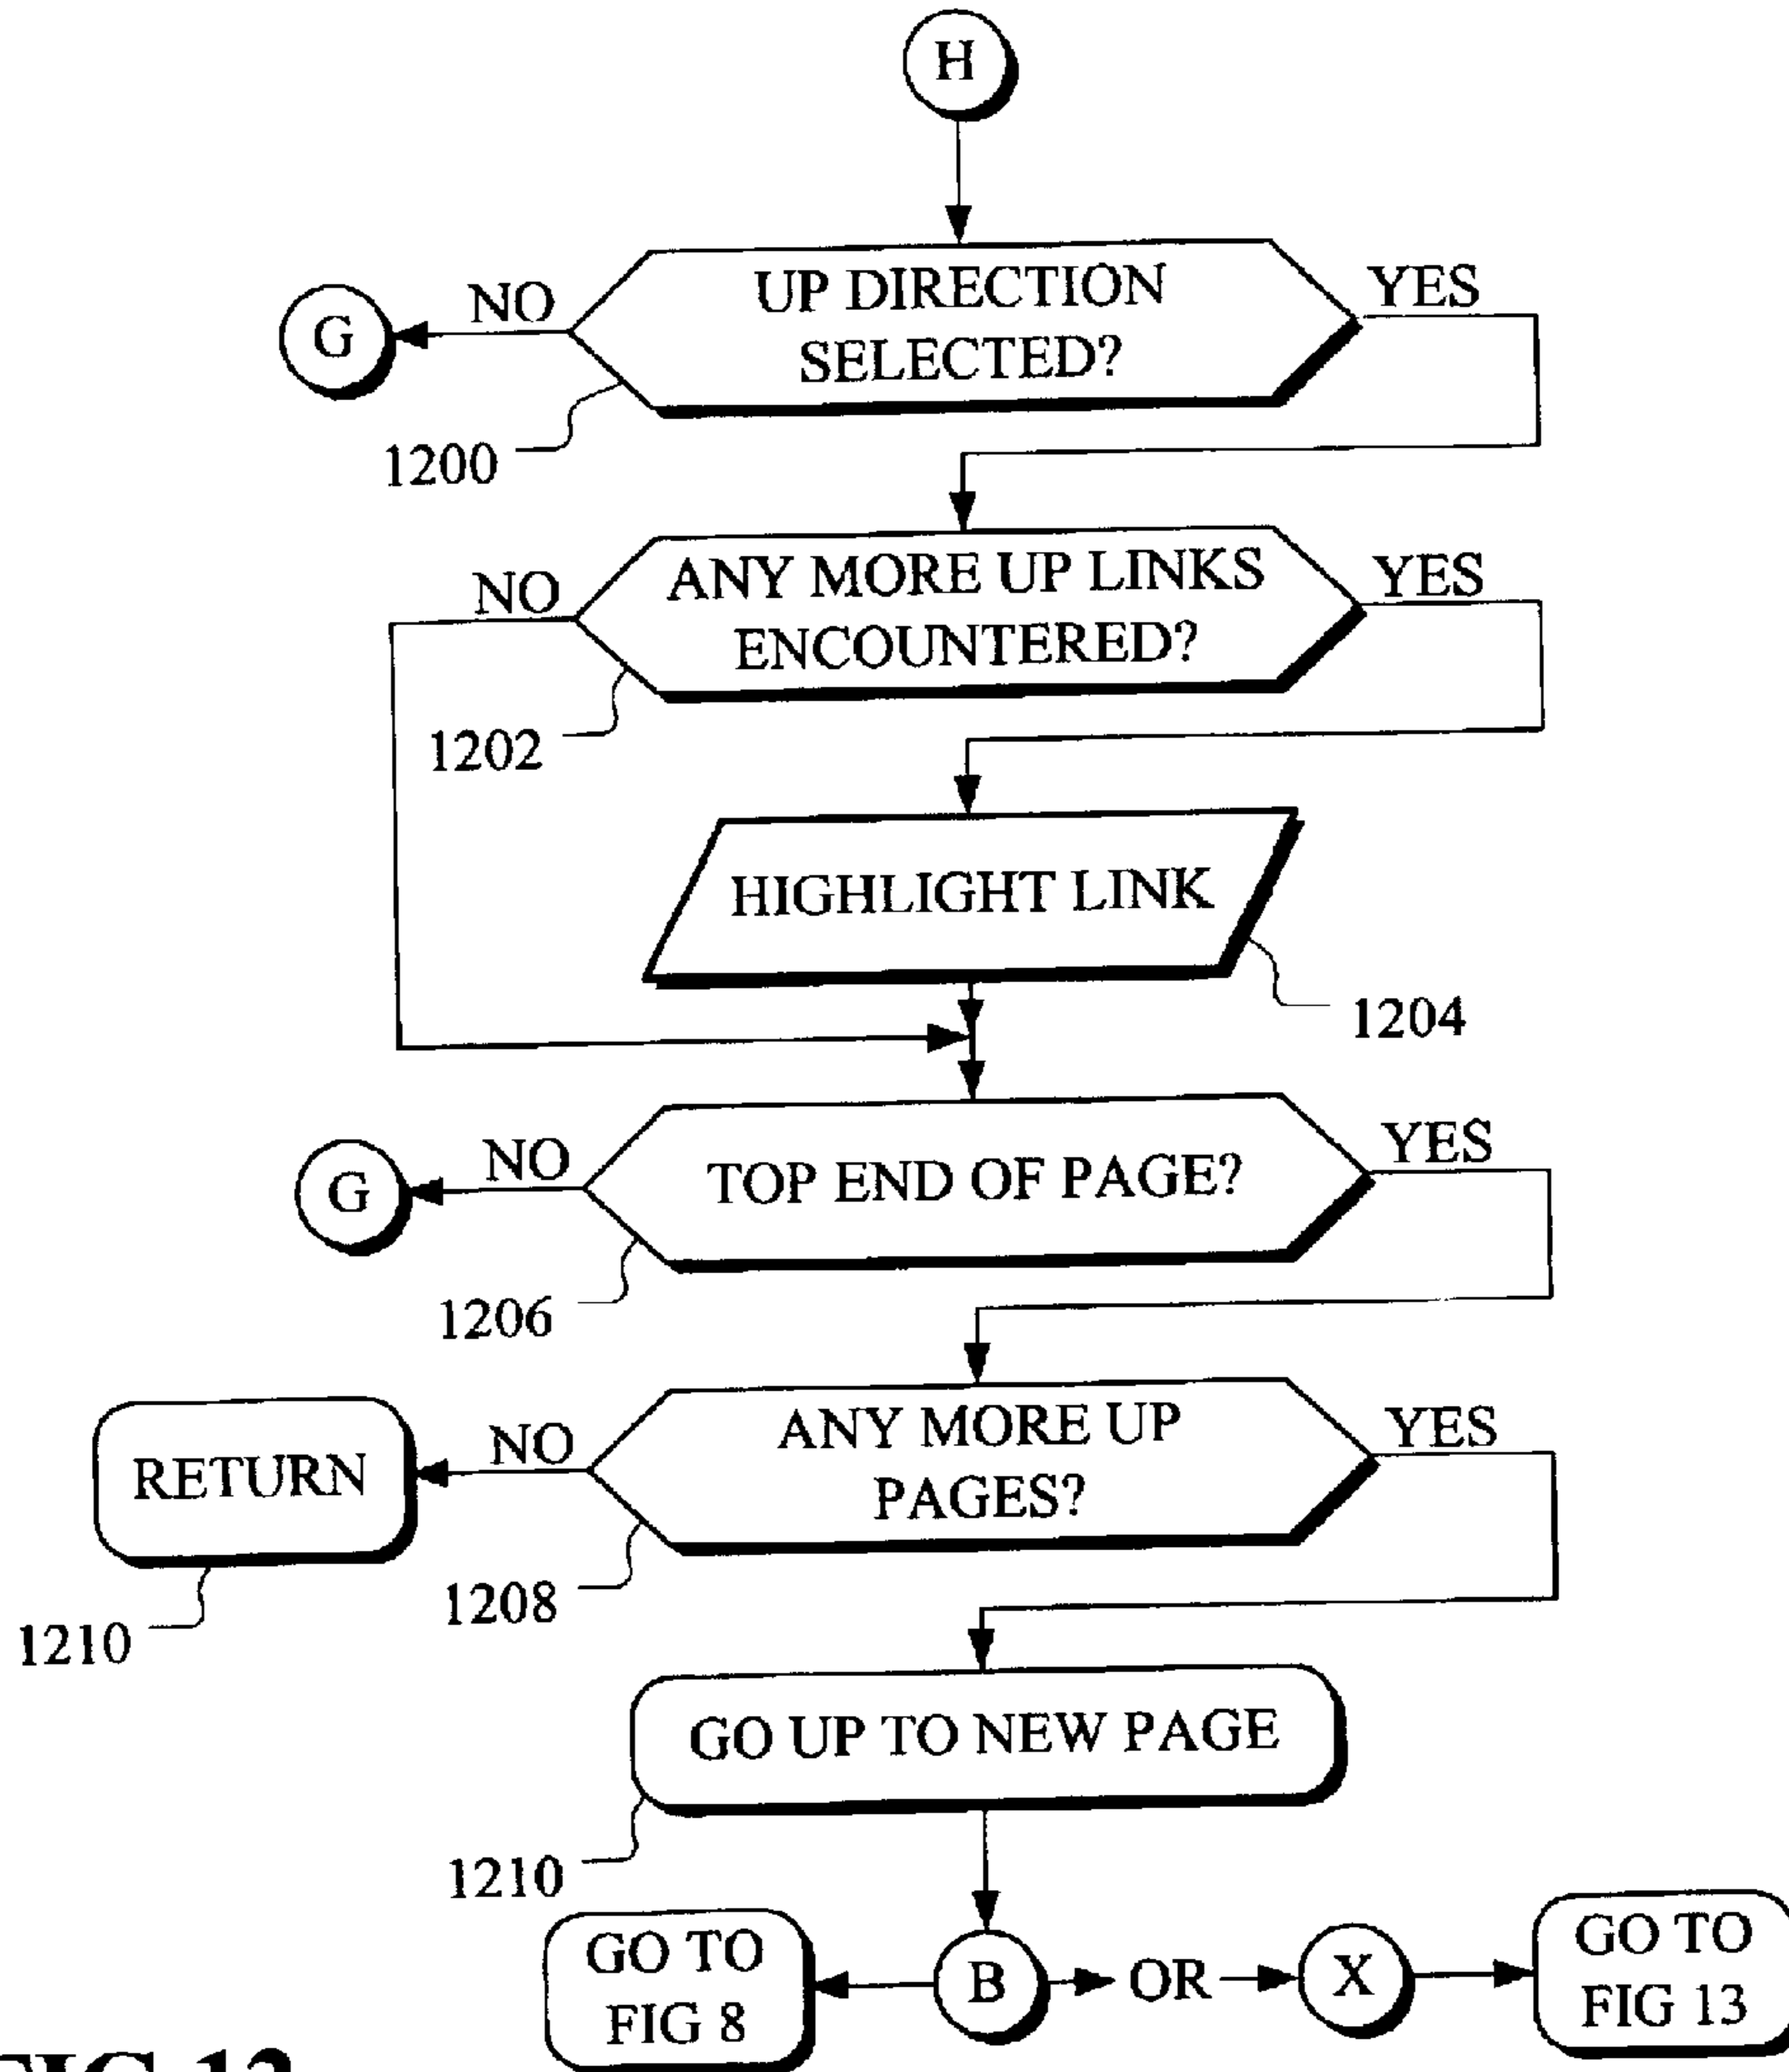 H
UP DIRECTION
SELECTED?
NO
YES
G
1200
ANY MORE UP LINKS
ENCOUNTERED?
NO
YES
1202
HIGHLIGHT LINK
1204
TOP END OF PAGE?
NO
YES
G
1206
ANY MORE UP
PAGES?
NO
YES
RETURN
1208
1210
GO UP TO NEW PAGE
1210
GO TO
FIG 8
B
OR
X
GO TO
FIG 13